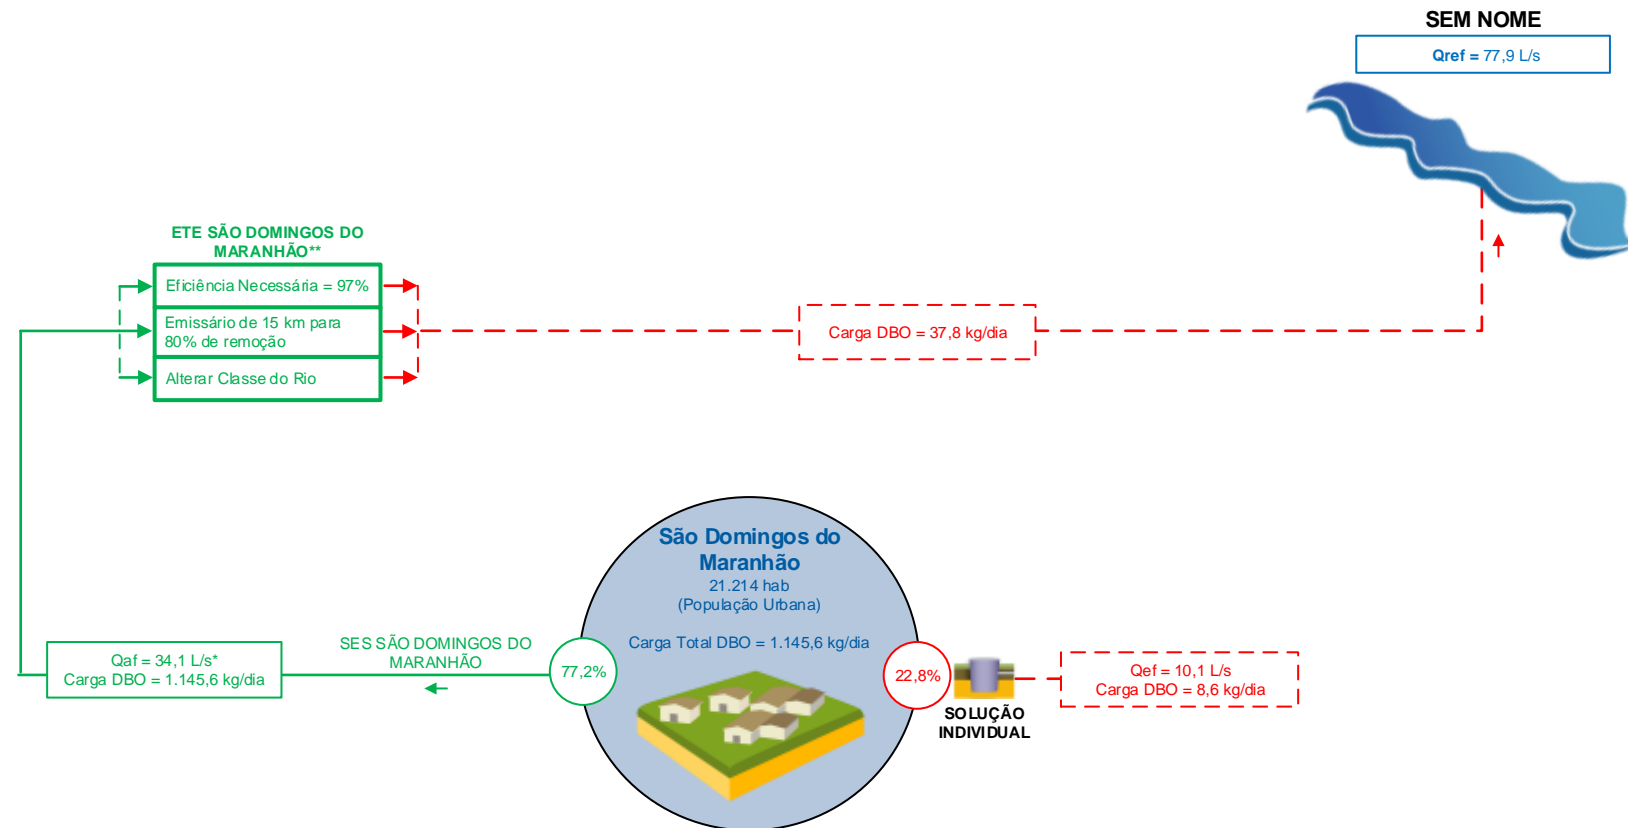 SEM NOME
Qref = 77,9 L/s
ETE SÃO DOMINGOS DO
MARANHÃO**
Eficiência Necessária = 97%
Emissário de 15 km para
80% de remoção
Alterar Classe do Rio
Carga DBO = 37,8 kg/dia
São Domingos do
Maranhão
21.214 hab
(População Urbana)
Carga Total DBO = 1.145,6 kg/dia
SES SÃO DOMINGOS DO
MARANHÃO
77,2%
22,8%
Qaf = 34,1 L/s*
Carga DBO = 1.145,6 kg/dia
SOLUÇÃO
INDIVIDUAL
Qef = 10,1 L/s
Carga DBO = 8,6 kg/dia